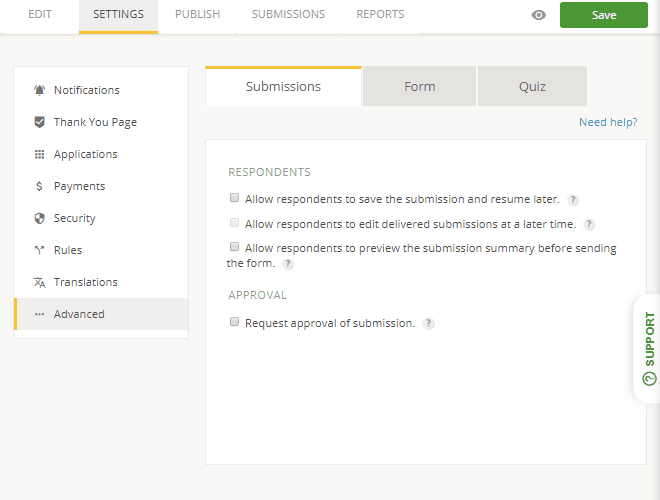 EDIT SETTINGS PUBLISH SUBMISSIONS REPORTS Save
Notifications
Thank You Page
Applications
Payments
Security
Rules
Translations
Advanced
Submissions Form Quiz
Need help?
RESPONDENTS
Allow respondents to save the submission and resume later. ?
Allow respondents to edit delivered submissions at a later time. ?
Allow respondents to preview the submission summary before sending
the form. ?
APPROVAL
Request approval of submission. ?
SUPPORT